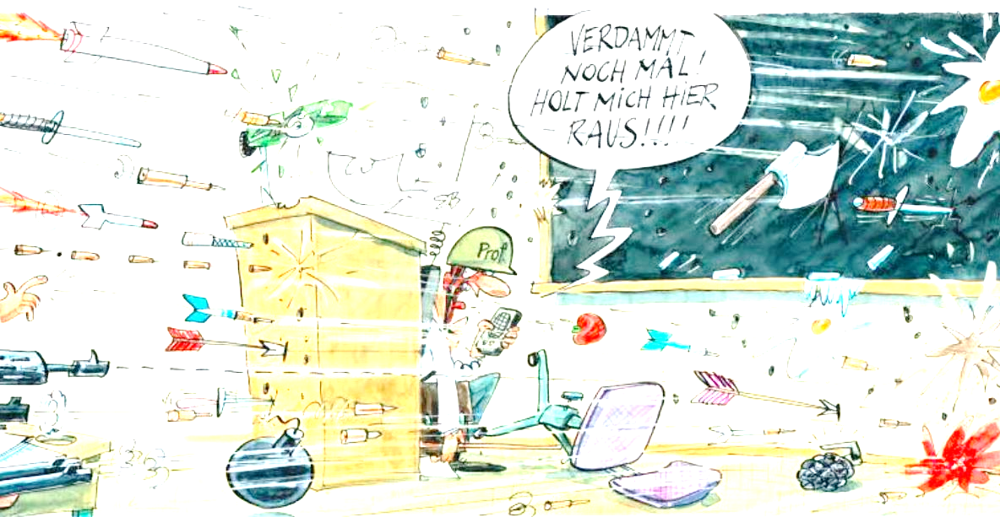 VERDAMMT
NOCH MAL!
HOLT MICH HIER
RAUS!!!!
Prof.